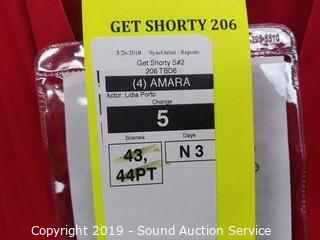 GET SHORTY 206
3/26/2018 SyncOnSet - Reports
Get Shorty S#2
206 TBD6
(4) AMARA
Actor: Lidia Porto
Change
5
Scenes Days
43,
44PT
N 3
Copyright 2019 - Sound Auction Service